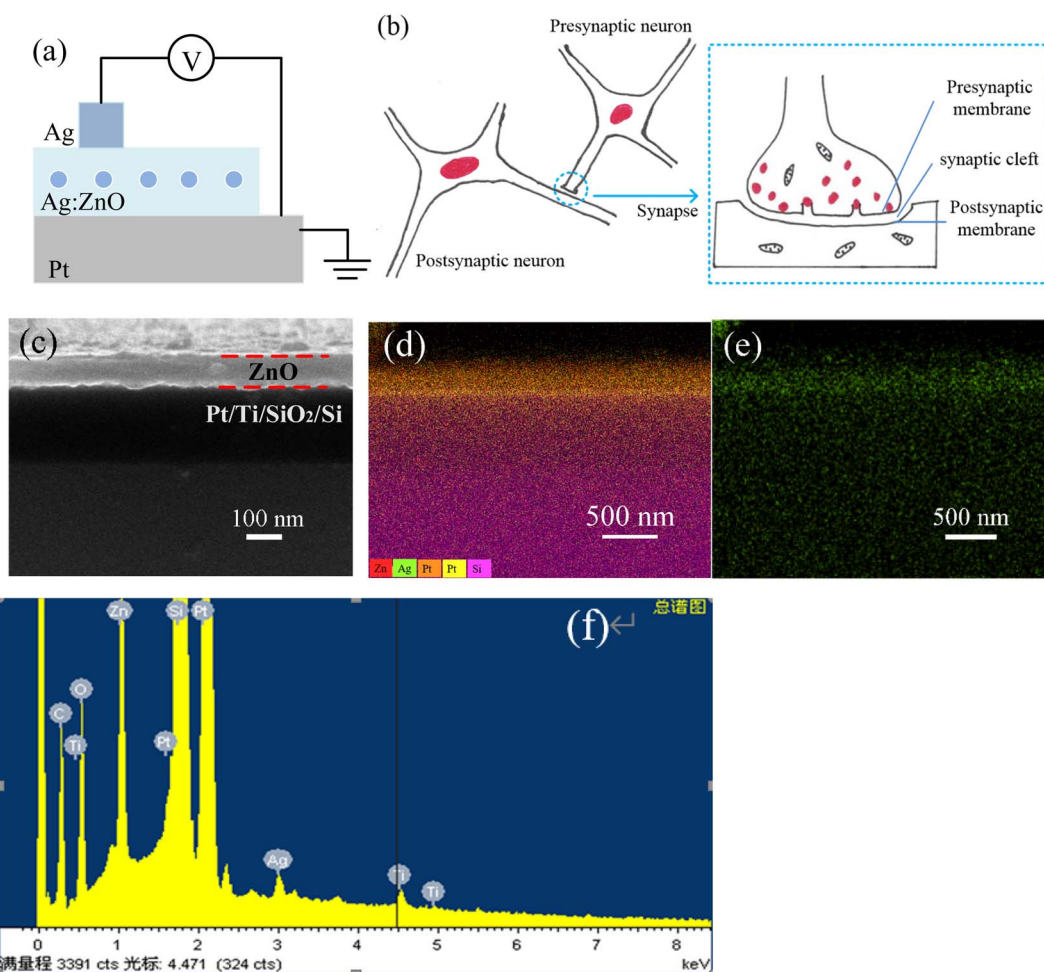 (a)
V
Ag
Ag:ZnO
Pt
(b)
Presynaptic neuron
Postsynaptic neuron
Synapse
Presynaptic
membrane
synaptic cleft
Postsynaptic
membrane
(c)
ZnO
Pt/Ti/SiO₂/Si
100 nm
(d)
500 nm
Zn Ag Pt Pt Si
(e)
500 nm
(f)↵
总谱图
Zn Si Pt
O
C
Ti Pt
Ag
Ti
Ti
0 1 2 3 4 5 6 7 8
满量程 3391 cts 光标: 4.471 (324 cts) keV